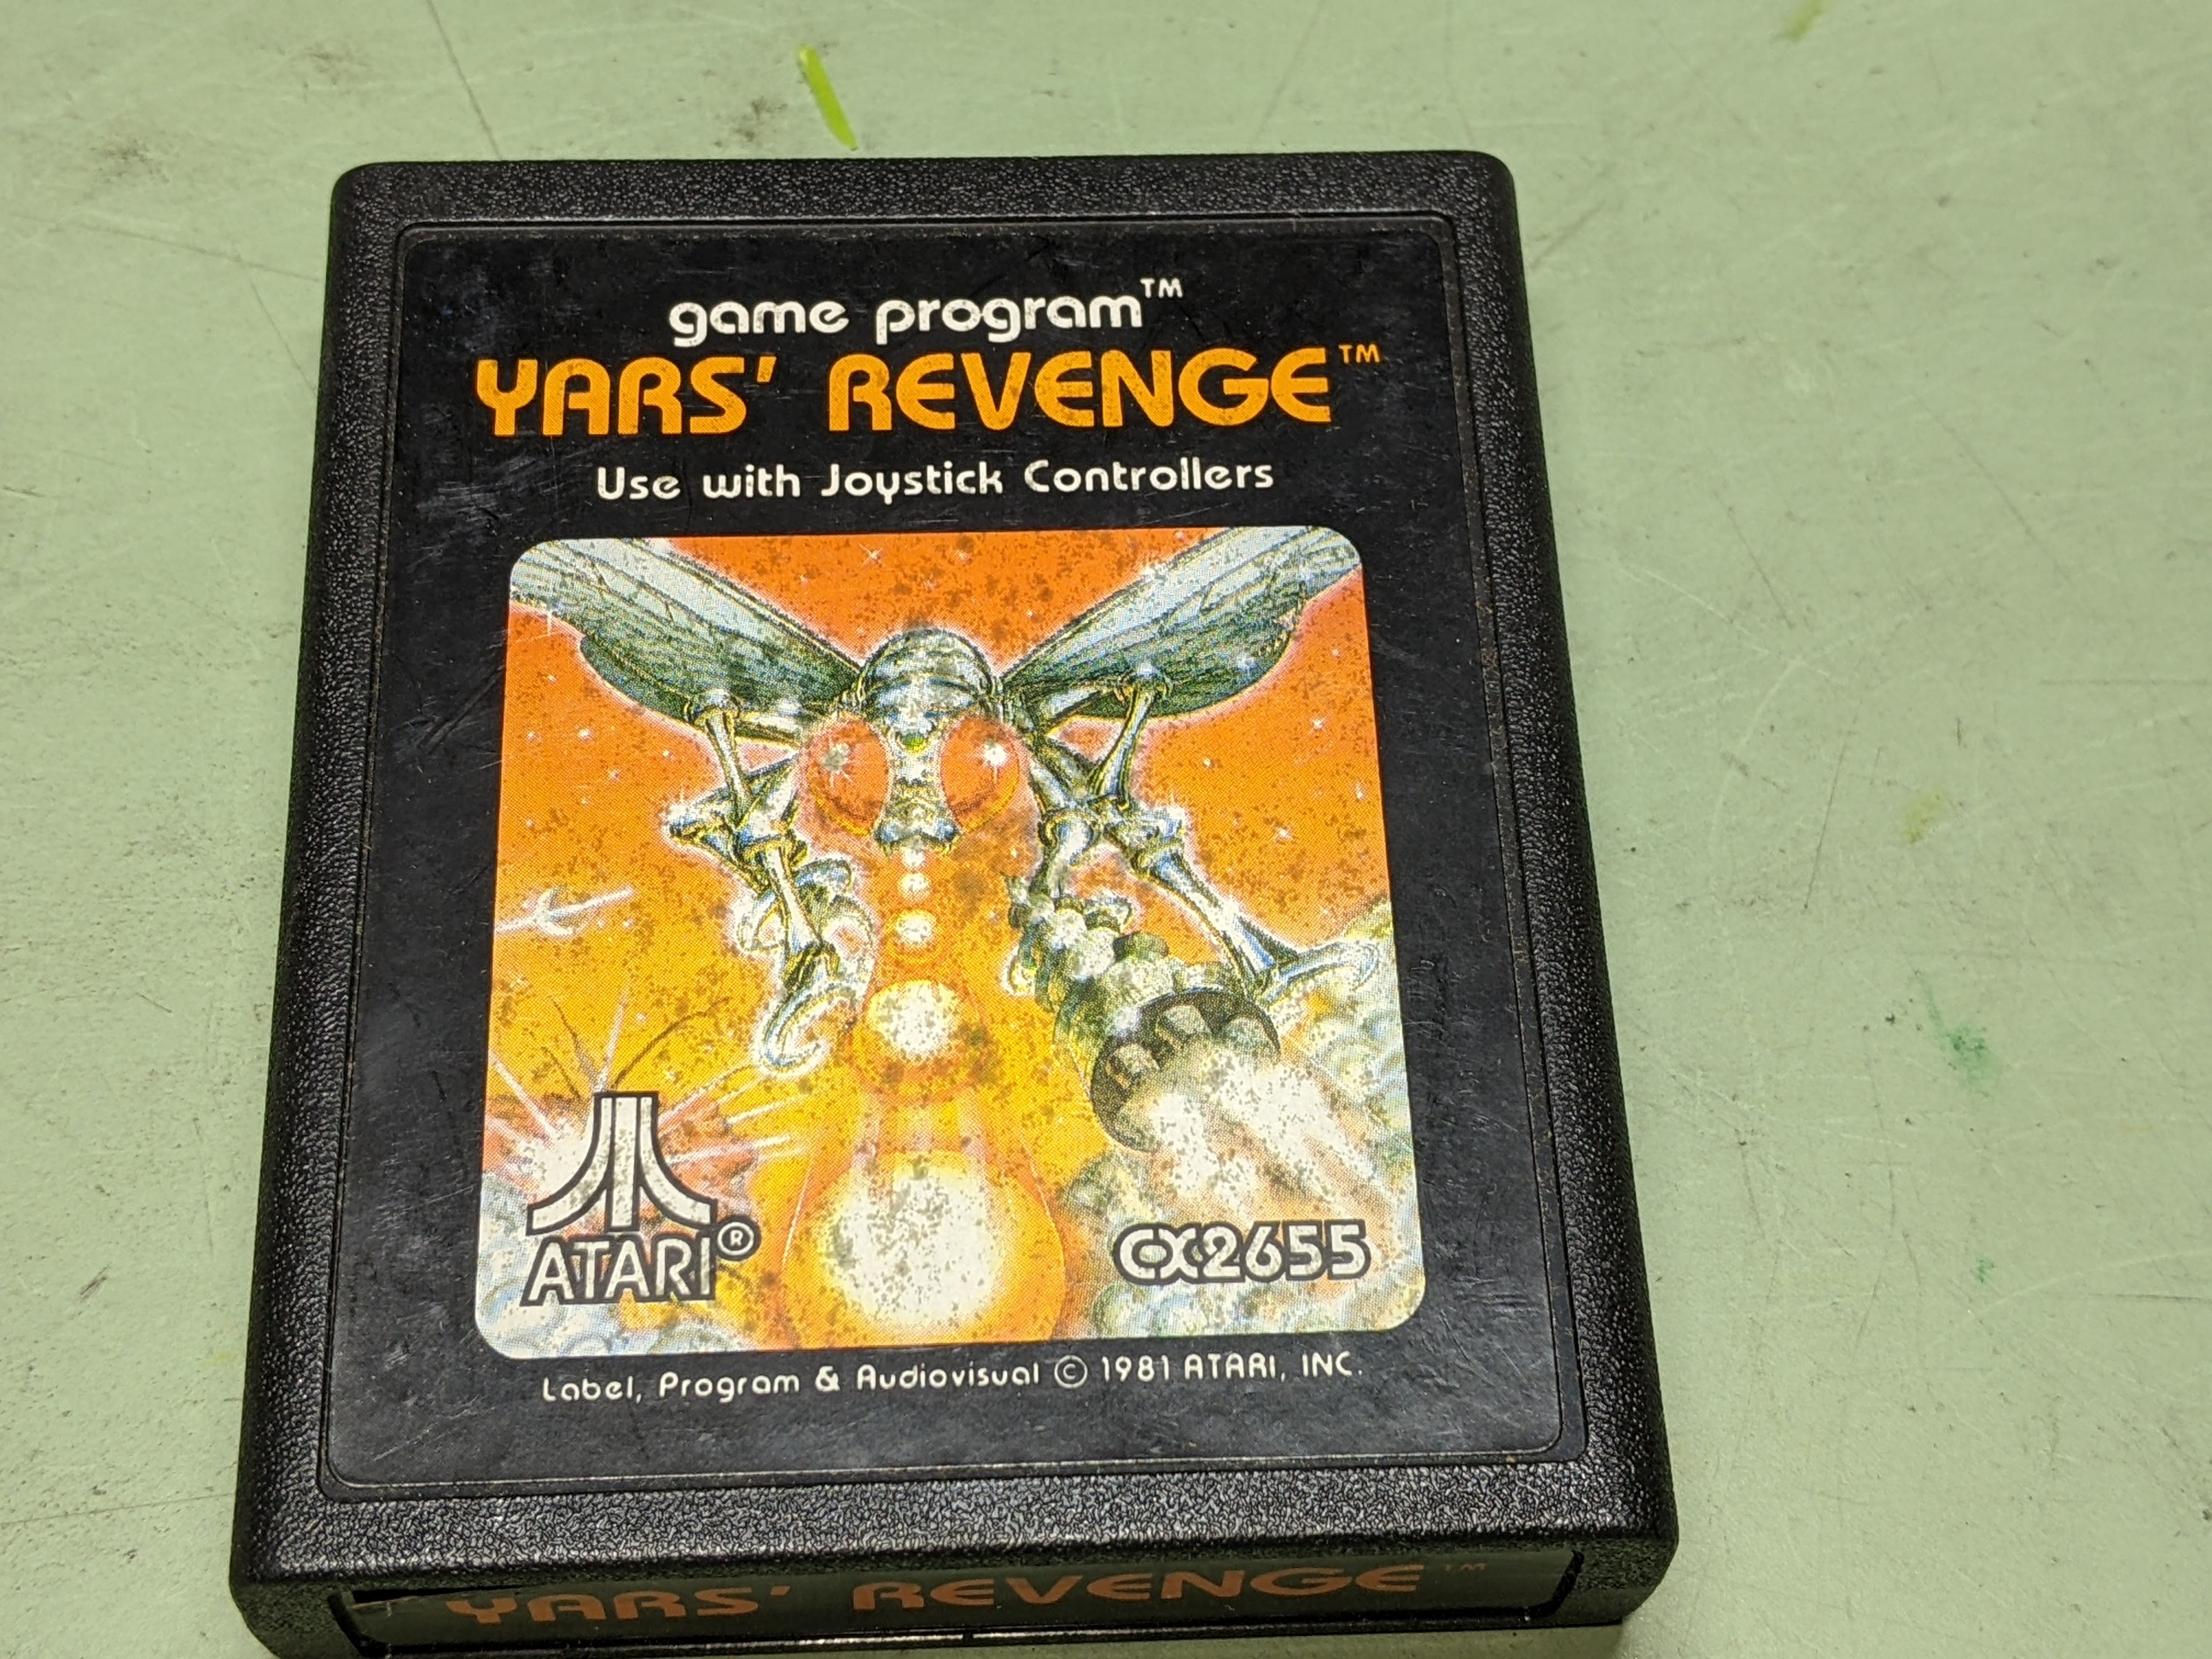 game program™
YARS' REVENGE™
Use with Joystick Controllers
ATARI®
CX2655
Label, Program & Audiovisual © 1981 ATARI, INC.
YARS' REVENGE™